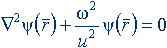 ∇²ψ(r̄) + ω²/u² ψ(r̄) = 0